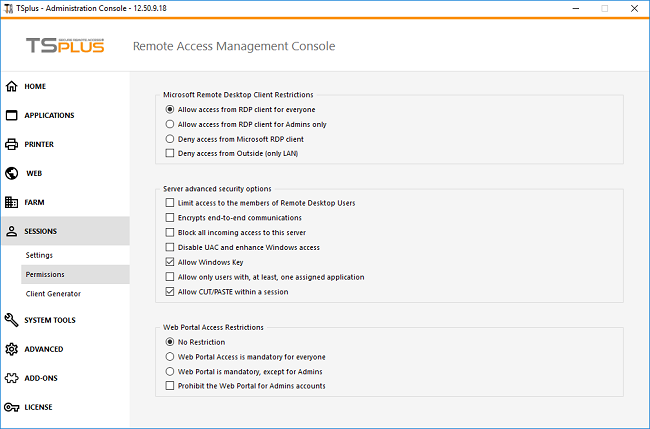 TSplus - Administration Console - 12.50.9.18
TSPLUS
Remote Access Management Console
HOME
APPLICATIONS
PRINTER
WEB
FARM
SESSIONS
Settings
Permissions
Client Generator
SYSTEM TOOLS
ADVANCED
ADD-ONS
LICENSE
Microsoft Remote Desktop Client Restrictions
Allow access from RDP client for everyone
Allow access from RDP client for Admins only
Deny access from Microsoft RDP client
Deny access from Outside (only LAN)
Server advanced security options
Limit access to the members of Remote Desktop Users
Encrypts end-to-end communications
Block all incoming access to this server
Disable UAC and enhance Windows access
Allow Windows Key
Allow only users with, at least, one assigned application
Allow CUT/PASTE within a session
Web Portal Access Restrictions
No Restriction
Web Portal Access is mandatory for everyone
Web Portal is mandatory, except for Admins
Prohibit the Web Portal for Admins accounts